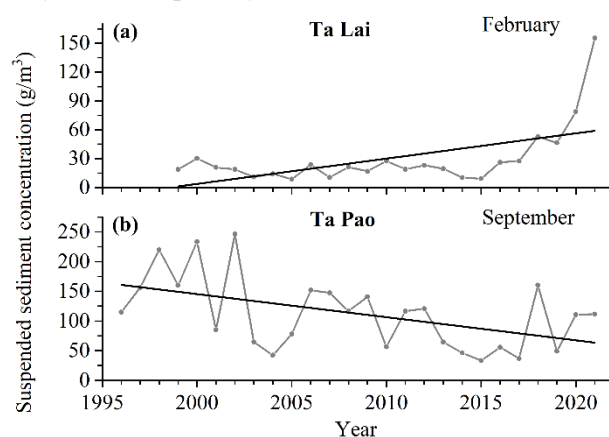 (a) Ta Lai February
150
120
90
60
30
0
(b) Ta Pao September
250
200
150
100
50
0
Suspended sediment concentration (g/m³)
1995 2000 2005 2010 2015 2020
Year